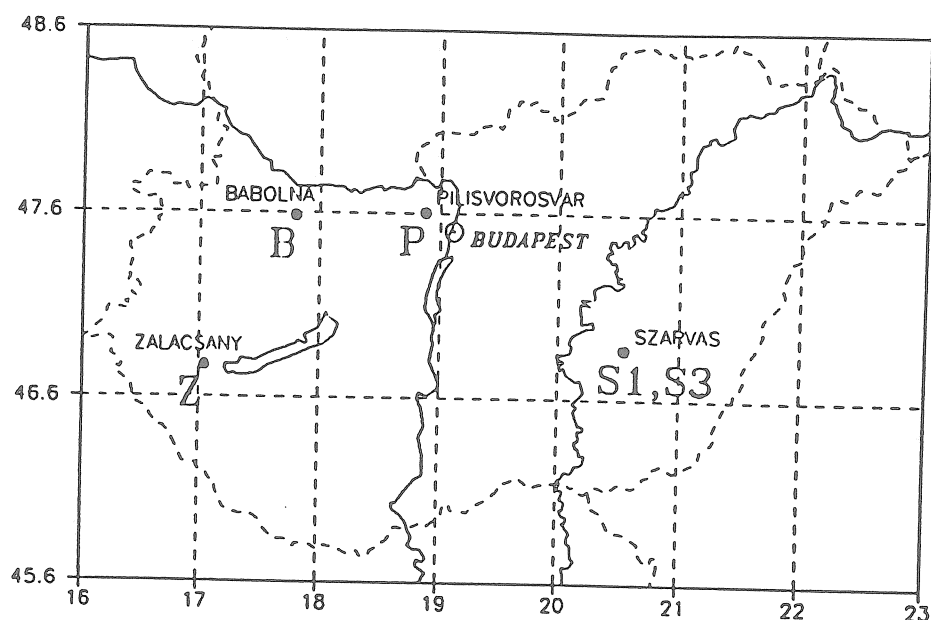 48.6
BABOLNA
PILISVOROSVAR
47.6
B
P
BUDAPEST
ZALACSANY
SZARVAS
Z
S1,S3
46.6
45.6
16 17 18 19 20 21 22 23